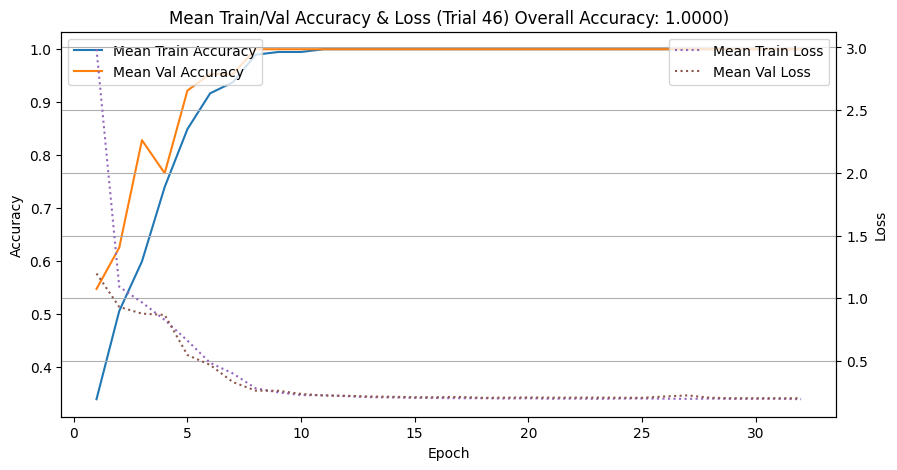 Mean Train/Val Accuracy & Loss (Trial 46) Overall Accuracy: 1.0000)
Mean Train Accuracy
Mean Val Accuracy
Mean Train Loss
Mean Val Loss
Accuracy
1.0
0.9
0.8
0.7
0.6
0.5
0.4
3.0
2.5
2.0
1.5
1.0
0.5
Loss
0
5
10
15
20
25
30
Epoch